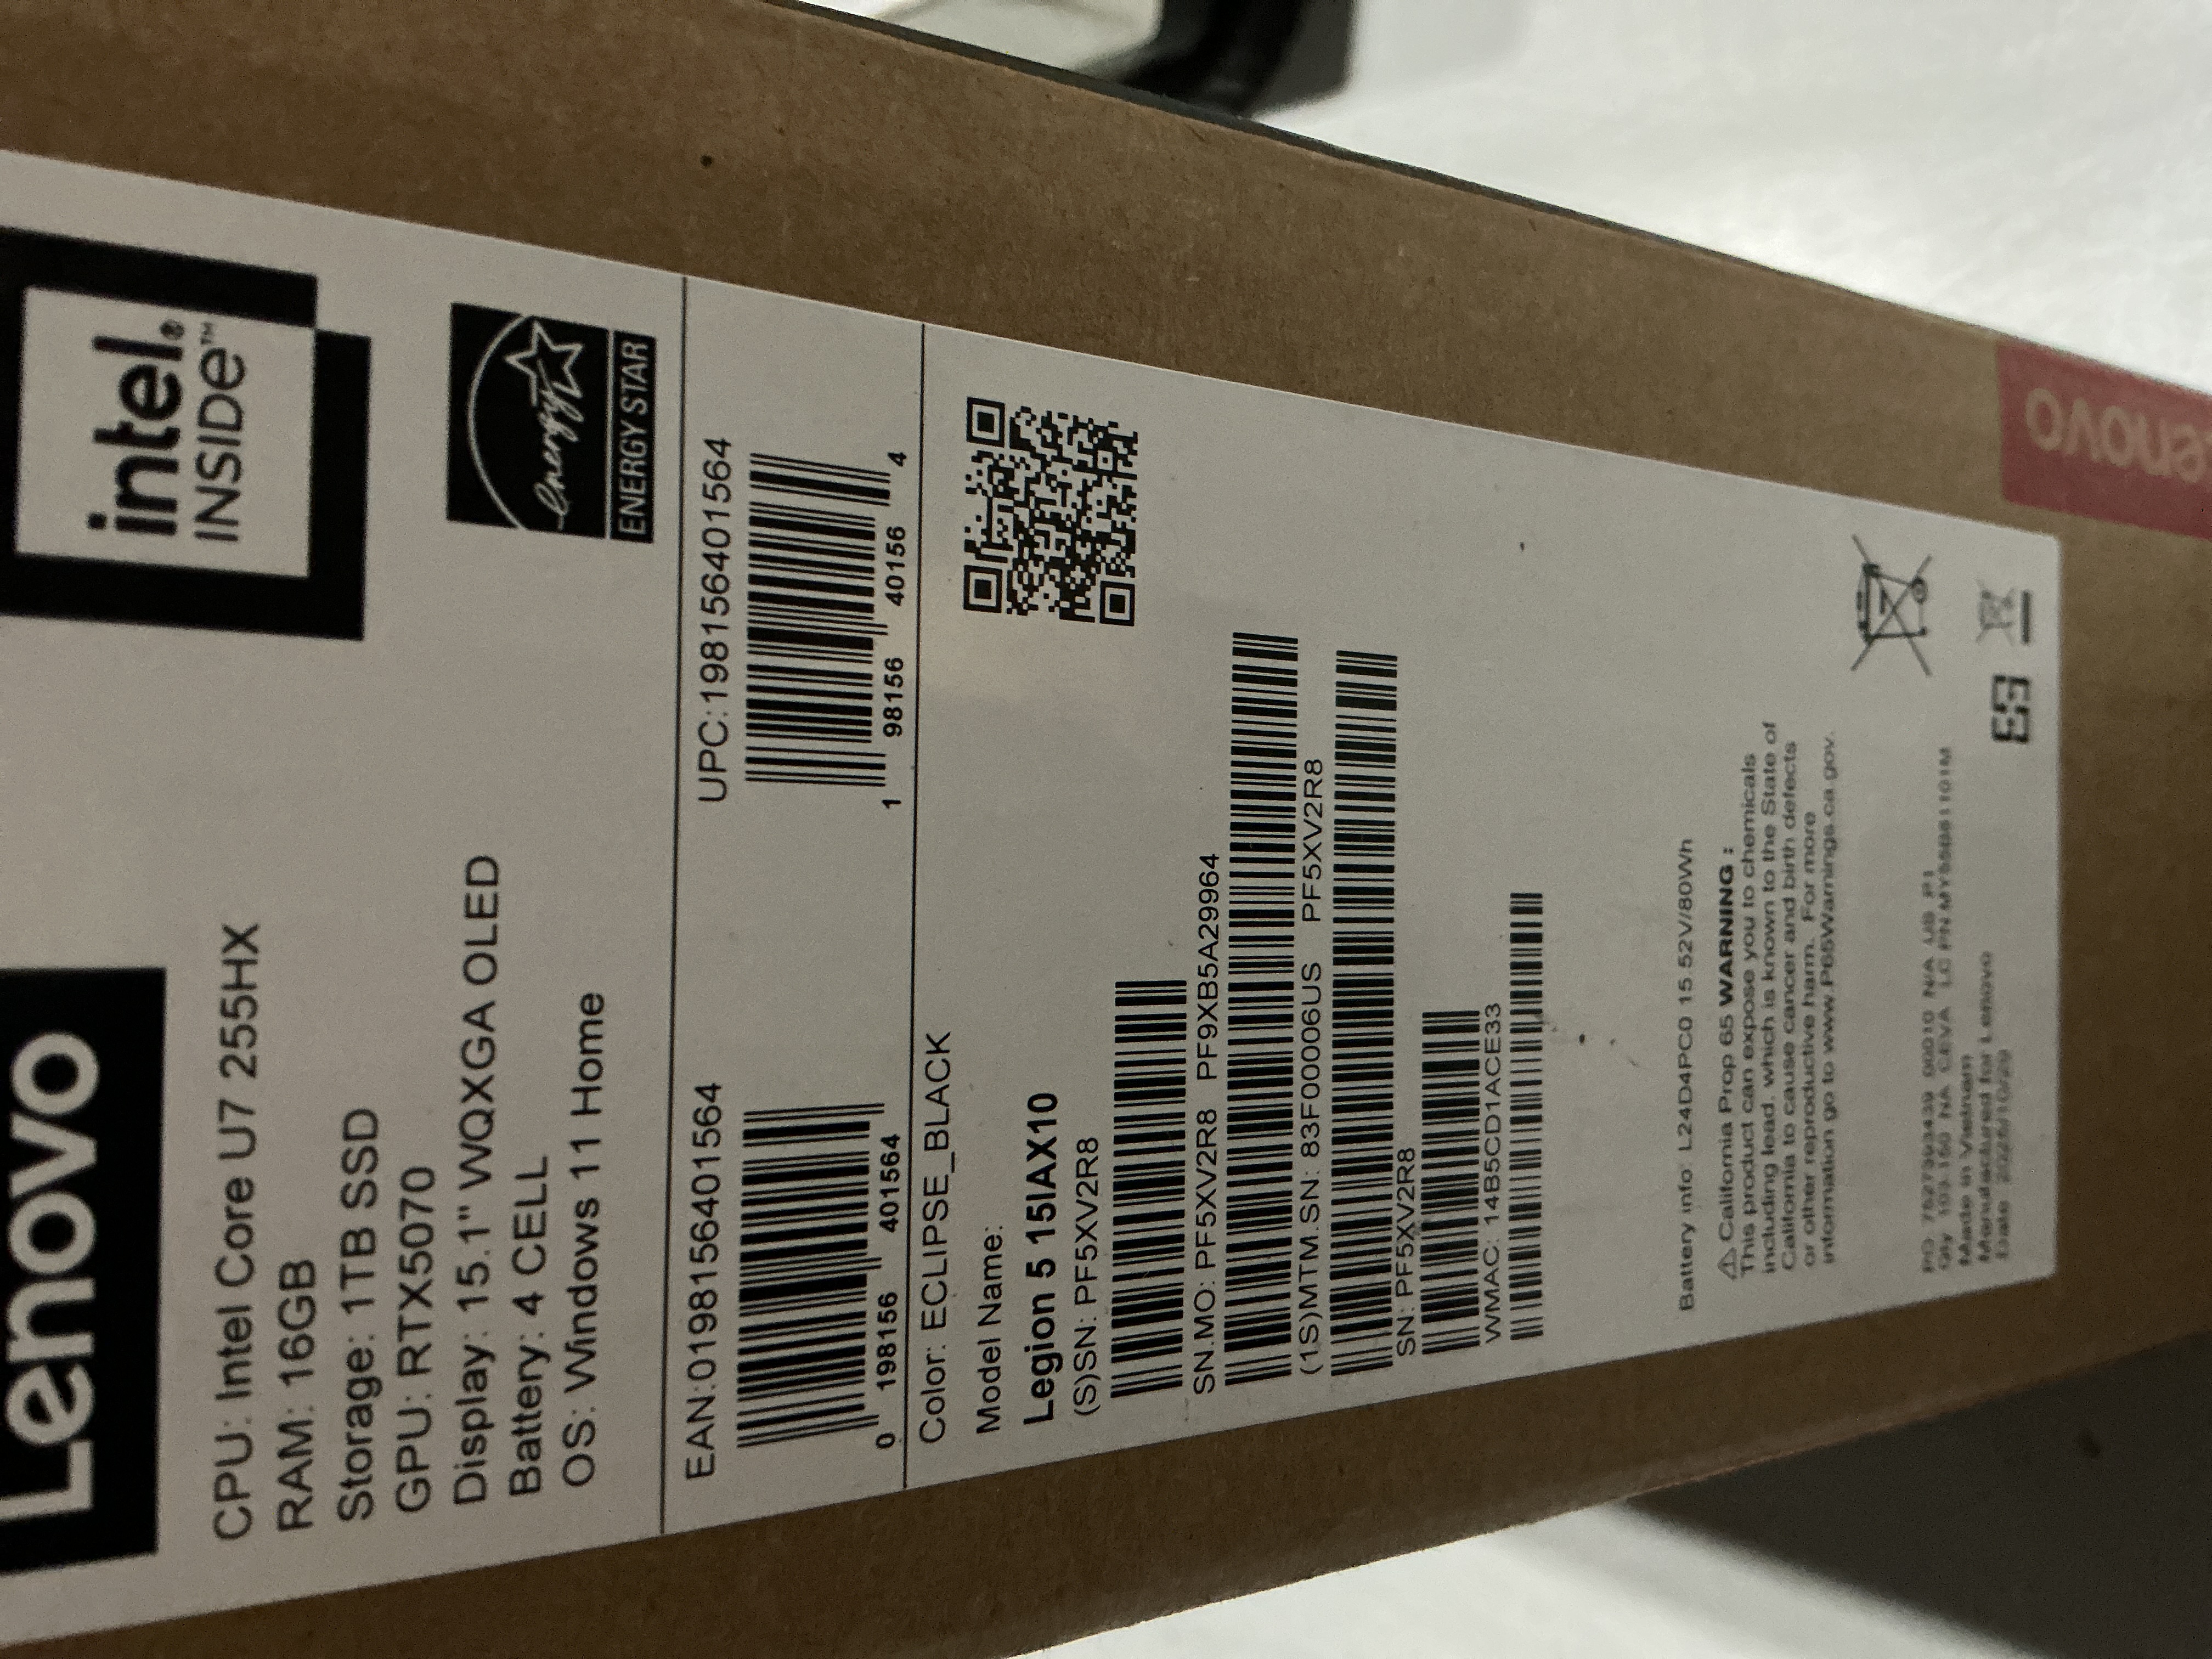 Lenovo
intel®
INSIDE™
CPU: Intel Core U7 255HX
RAM: 16GB
Storage: 1TB SSD
GPU: RTX5070
Display: 15.1" WQXGA OLED
Battery: 4 CELL
OS: Windows 11 Home
energy
ENERGY STAR
EAN:0198156401564
0 198156 401564
UPC:198156401564
1 98156 40156 4
Color: ECLIPSE_BLACK
Model Name:
Legion 5 15IAX10
(S)SN: PF5XV2R8
SN.MO: PF5XV2R8 PF9XB5A29964
(1S)MTM.SN: 83F00006US PF5XV2R8
SN: PF5XV2R8
WMAC: 14B5CD1ACE33
Battery info: L24D4PC0 15.52V/80Wh
⚠ California Prop 65 WARNING :
This product can expose you to chemicals
including lead, which is known to the State of
California to cause cancer and birth defects
or other reproductive harm. For more
information go to www.P65Warnings.ca.gov.
Made in Vietnam
Manufactured for Lenovo
Date
Lenovo